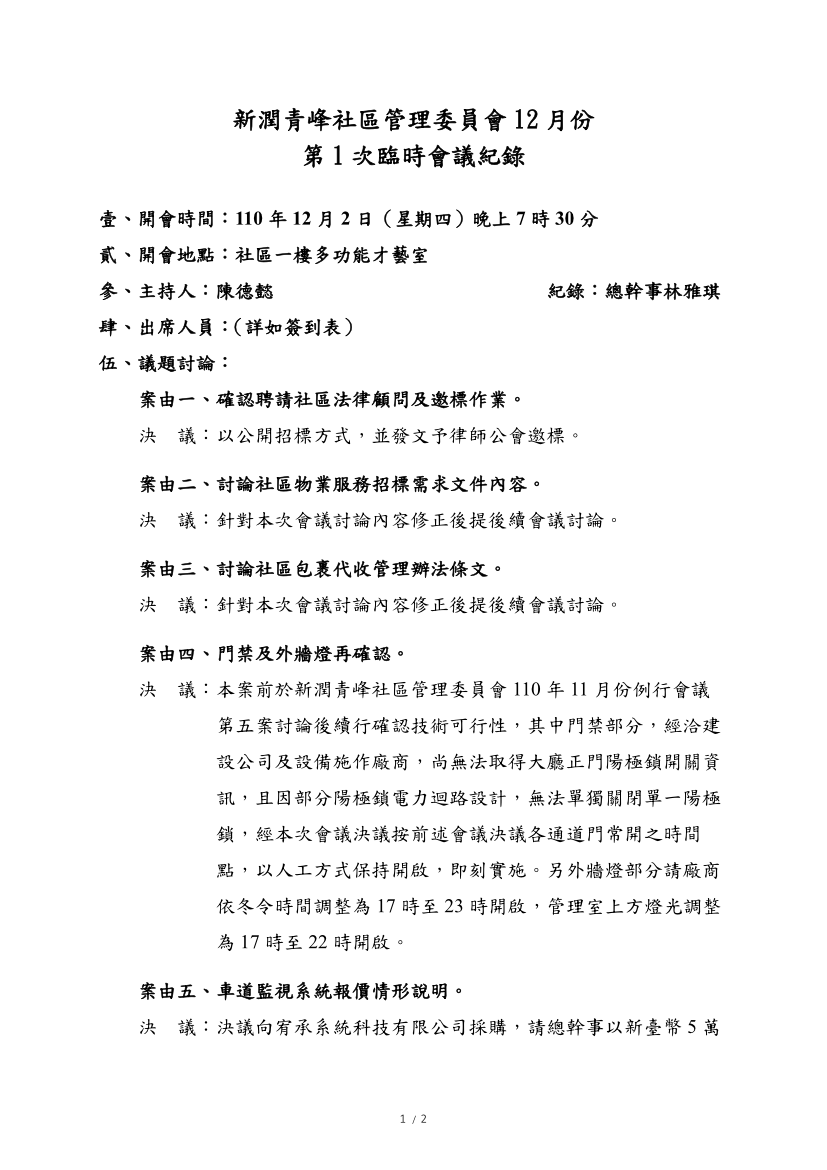 新潤青峰社區管理委員會 12 月份
第 1 次臨時會議紀錄
壹、開會時間：110 年 12 月 2 日（星期四）晚上 7 時 30 分
貳、開會地點：社區一樓多功能才藝室
參、主持人：陳德懿　　　　　　　　　　　　　　紀錄：總幹事林雅琪
肆、出席人員：（詳如簽到表）
伍、議題討論：
案由一、確認聘請社區法律顧問及邀標作業。
決　議：以公開招標方式，並發文予律師公會邀標。
案由二、討論社區物業服務招標需求文件內容。
決　議：針對本次會議討論內容修正後提後續會議討論。
案由三、討論社區包裹代收管理辦法條文。
決　議：針對本次會議討論內容修正後提後續會議討論。
案由四、門禁及外牆燈再確認。
決　議：本案前於新潤青峰社區管理委員會 110 年 11 月份例行會議
第五案討論後續行確認技術可行性，其中門禁部分，經洽建
設公司及設備施作廠商，尚無法取得大廳正門陽極鎖開關資
訊，且因部分陽極鎖電力迴路設計，無法單獨關閉單一陽極
鎖，經本次會議決議按前述會議決議各通道門常開之時間
點，以人工方式保持開啟，即刻實施。另外牆燈部分請廠商
依冬令時間調整為 17 時至 23 時開啟，管理室上方燈光調整
為 17 時至 22 時開啟。
案由五、車道監視系統報價情形說明。
決　議：決議向宥承系統科技有限公司採購，請總幹事以新臺幣 5 萬
1 / 2